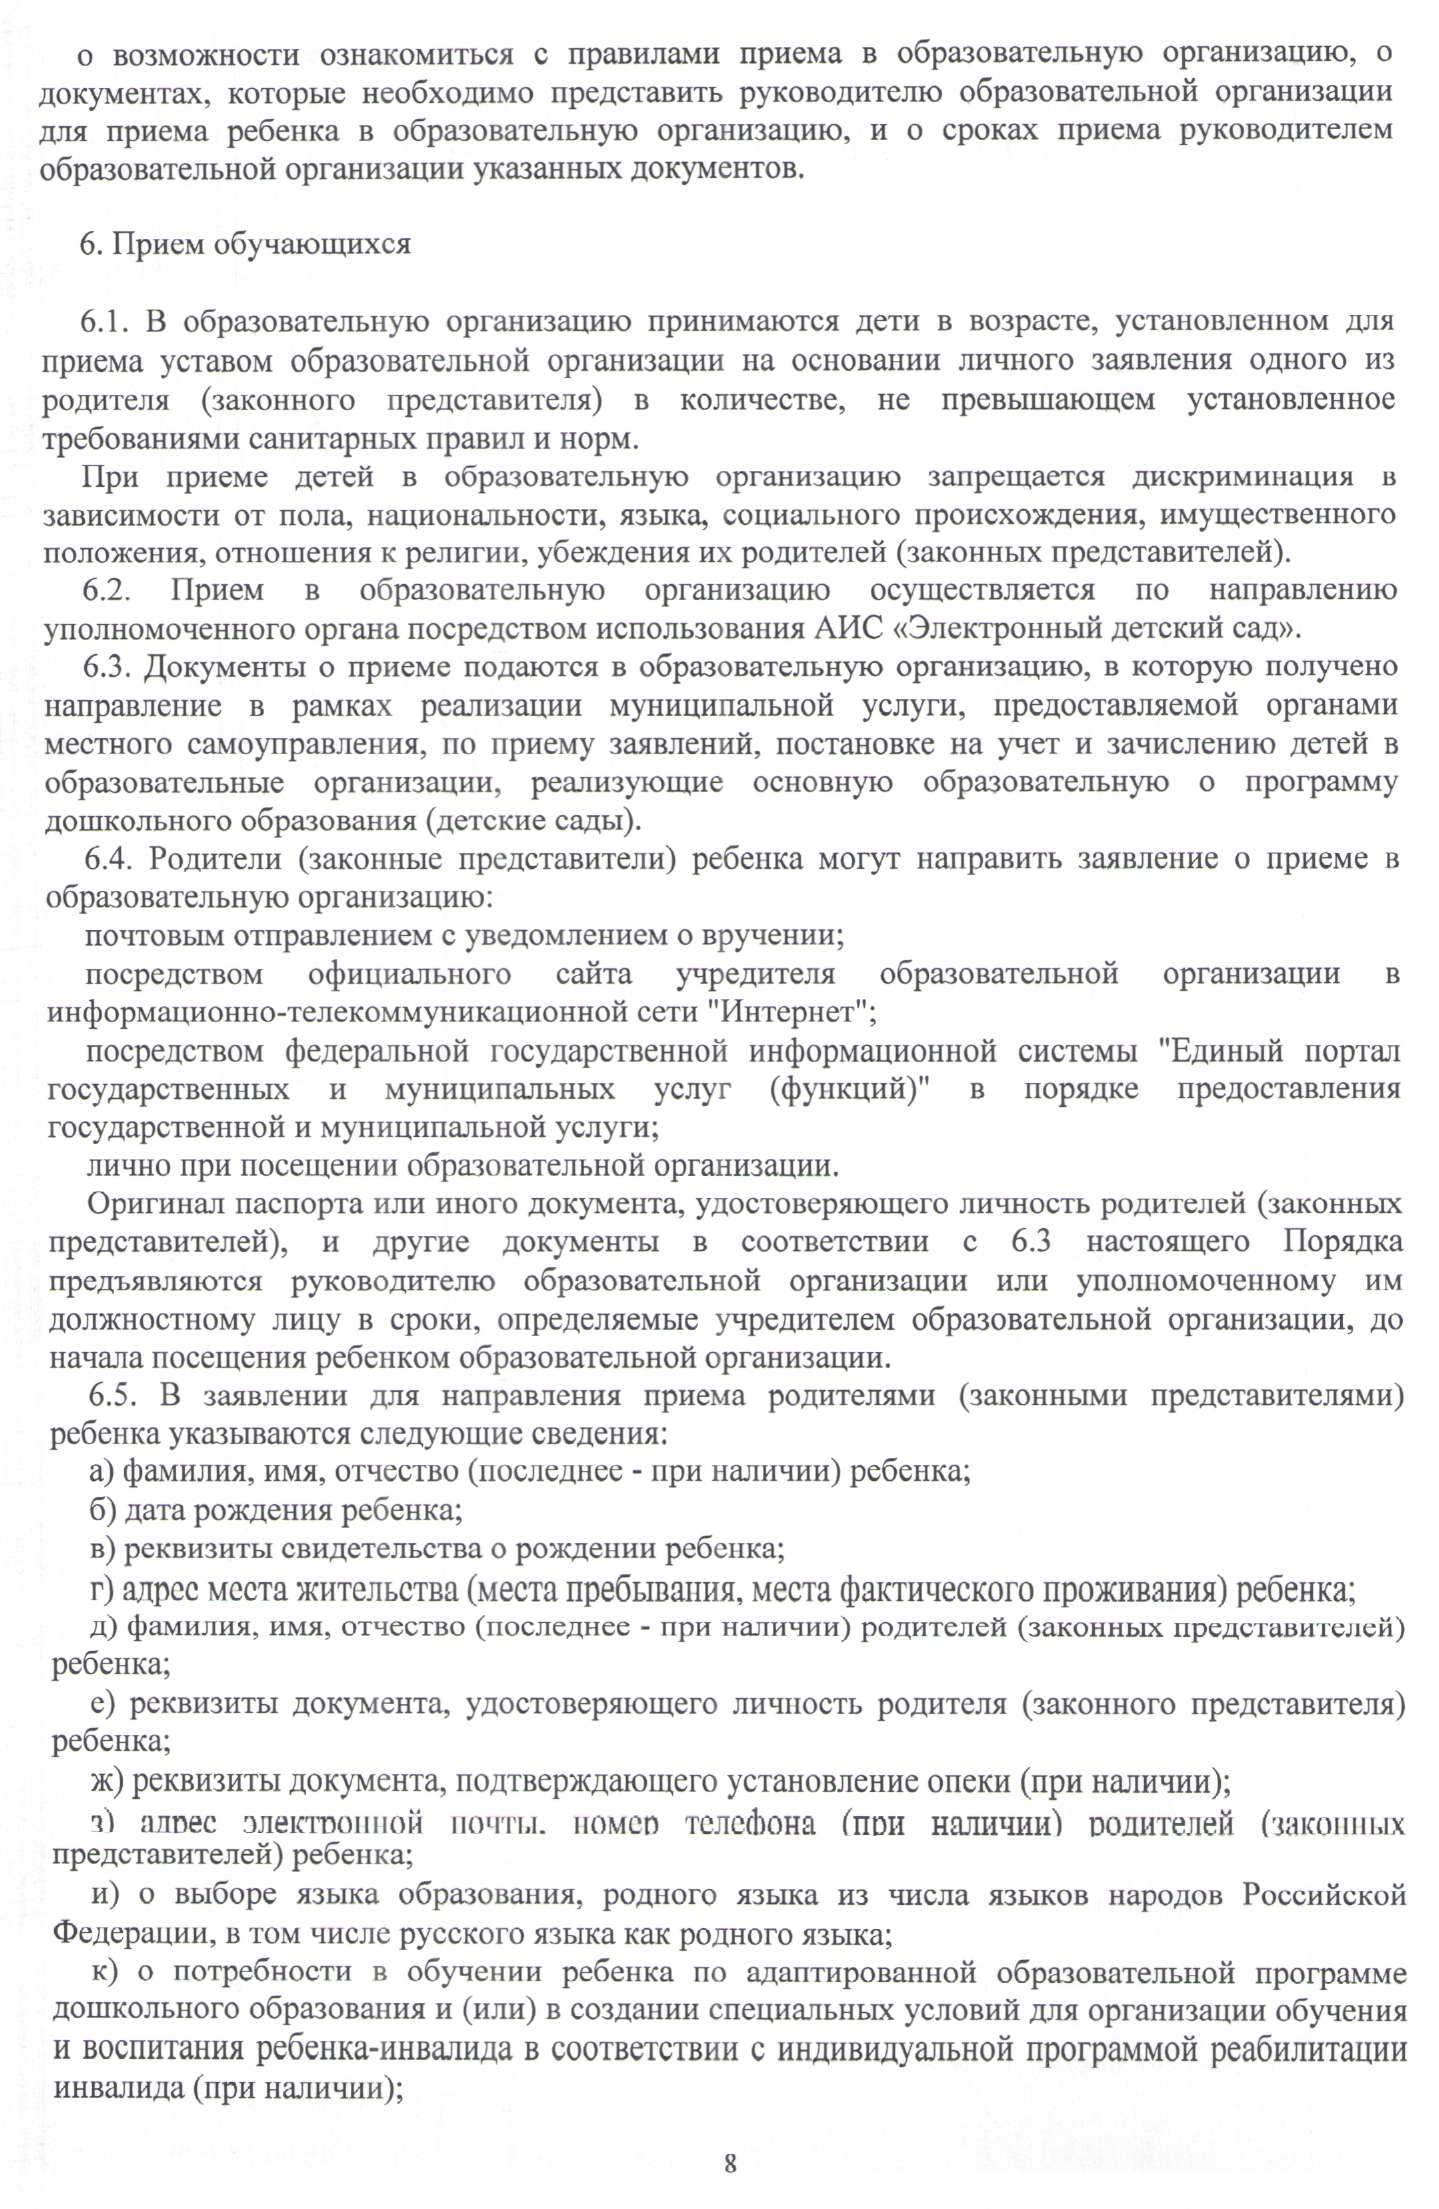 о возможности ознакомиться с правилами приема в образовательную организацию, о
документах, которые необходимо представить руководителю образовательной организации
для приема ребенка в образовательную организацию, и о сроках приема руководителем
образовательной организации указанных документов.
6. Прием обучающихся
6.1. В образовательную организацию принимаются дети в возрасте, установленном для
приема уставом образовательной организации на основании личного заявления одного из
родителя (законного представителя) в количестве, не превышающем установленное
требованиями санитарных правил и норм.
При приеме детей в образовательную организацию запрещается дискриминация в
зависимости от пола, национальности, языка, социального происхождения, имущественного
положения, отношения к религии, убеждения их родителей (законных представителей).
6.2. Прием в образовательную организацию осуществляется по направлению
уполномоченного органа посредством использования АИС «Электронный детский сад».
6.3. Документы о приеме подаются в образовательную организацию, в которую получено
направление в рамках реализации муниципальной услуги, предоставляемой органами
местного самоуправления, по приему заявлений, постановке на учет и зачислению детей в
образовательные организации, реализующие основную образовательную о программу
дошкольного образования (детские сады).
6.4. Родители (законные представители) ребенка могут направить заявление о приеме в
образовательную организацию:
почтовым отправлением с уведомлением о вручении;
посредством официального сайта учредителя образовательной организации в
информационно-телекоммуникационной сети "Интернет";
посредством федеральной государственной информационной системы "Единый портал
государственных и муниципальных услуг (функций)" в порядке предоставления
государственной и муниципальной услуги;
лично при посещении образовательной организации.
Оригинал паспорта или иного документа, удостоверяющего личность родителей (законных
представителей), и другие документы в соответствии с 6.3 настоящего Порядка
предъявляются руководителю образовательной организации или уполномоченному им
должностному лицу в сроки, определяемые учредителем образовательной организации, до
начала посещения ребенком образовательной организации.
6.5. В заявлении для направления приема родителями (законными представителями)
ребенка указываются следующие сведения:
а) фамилия, имя, отчество (последнее - при наличии) ребенка;
б) дата рождения ребенка;
в) реквизиты свидетельства о рождении ребенка;
г) адрес места жительства (места пребывания, места фактического проживания) ребенка;
д) фамилия, имя, отчество (последнее - при наличии) родителей (законных представителей)
ребенка;
е) реквизиты документа, удостоверяющего личность родителя (законного представителя)
ребенка;
ж) реквизиты документа, подтверждающего установление опеки (при наличии);
з) адрес электронной почты, номер телефона (при наличии) родителей (законных
представителей) ребенка;
и) о выборе языка образования, родного языка из числа языков народов Российской
Федерации, в том числе русского языка как родного языка;
к) о потребности в обучении ребенка по адаптированной образовательной программе
дошкольного образования и (или) в создании специальных условий для организации обучения
и воспитания ребенка-инвалида в соответствии с индивидуальной программой реабилитации
инвалида (при наличии);
8